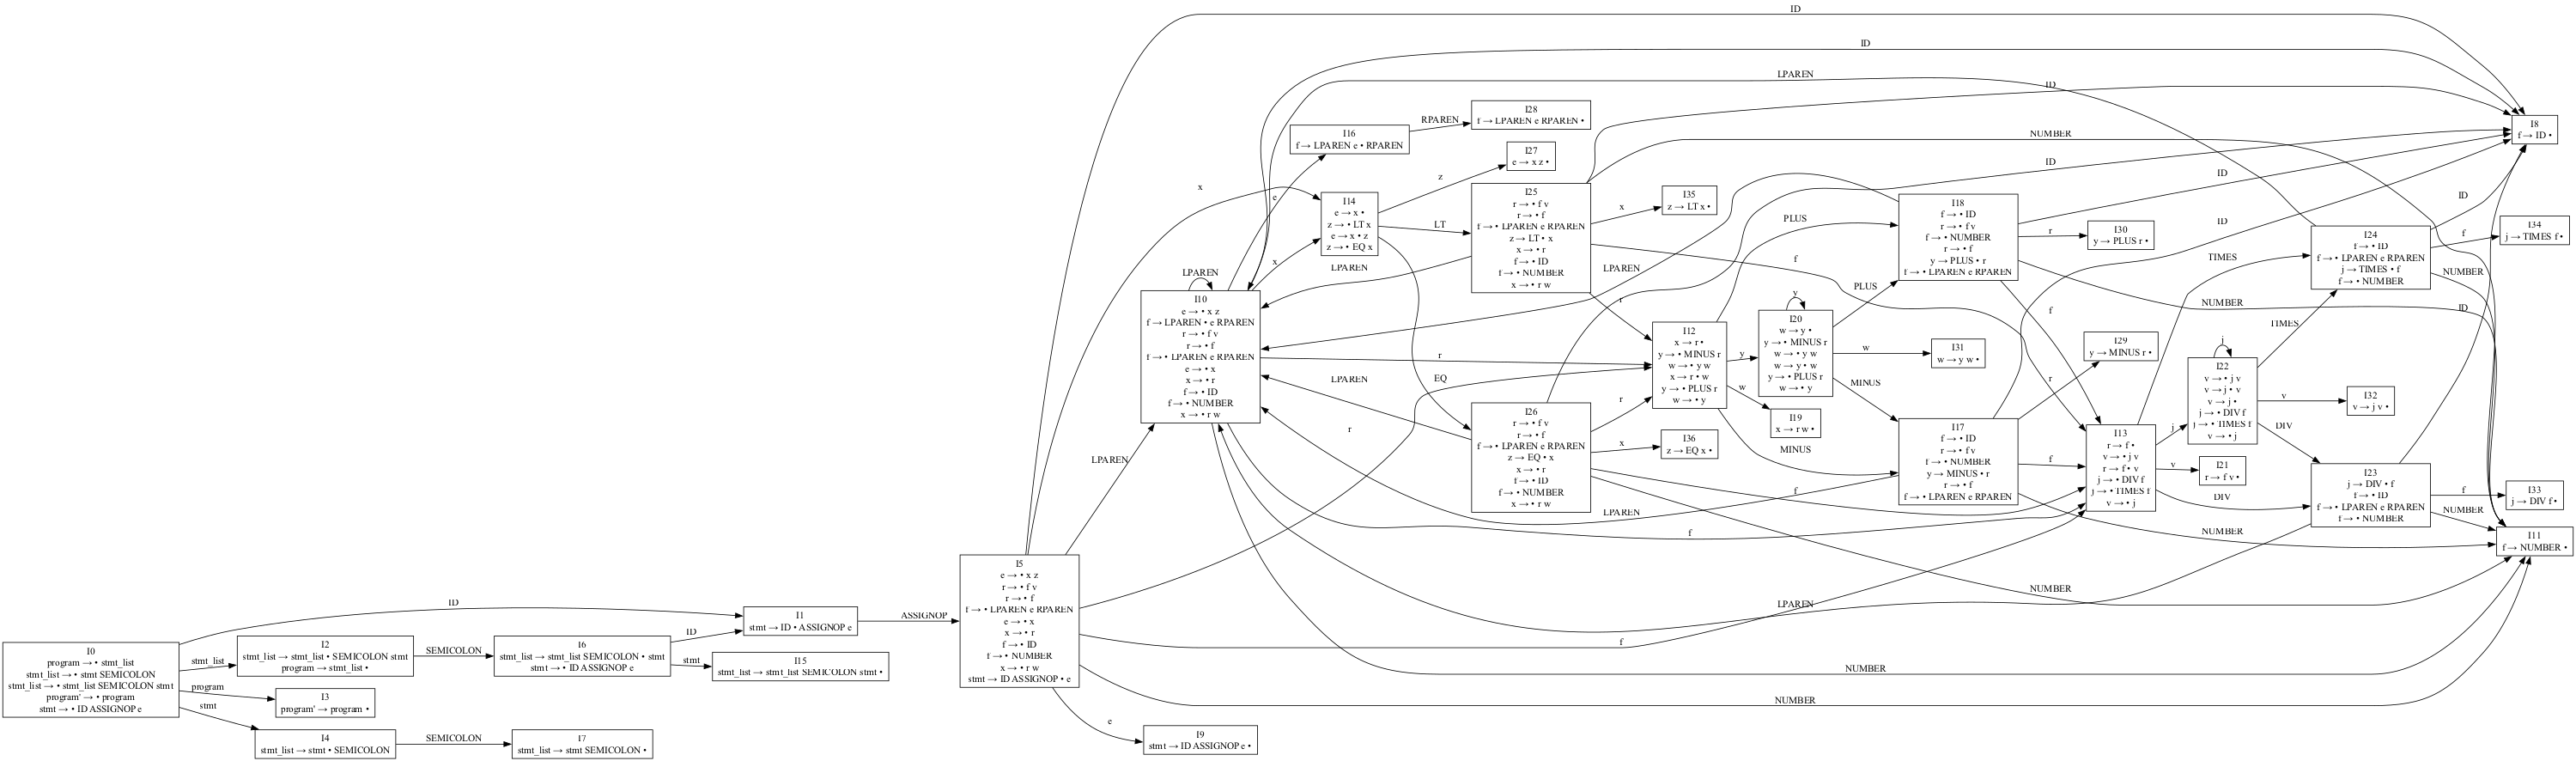 I0
program → • stmt_list
stmt_list → • stmt SEMICOLON
stmt_list → • stmt_list SEMICOLON stmt
program' → • program
stmt → • ID ASSIGNOP e
ID
stmt_list
program
stmt
I2
stmt_list → stmt_list • SEMICOLON stmt
program → stmt_list •
I3
program' → program •
I4
stmt_list → stmt • SEMICOLON
SEMICOLON
SEMICOLON
I6
stmt_list → stmt_list SEMICOLON • stmt
stmt → • ID ASSIGNOP e
I7
stmt_list → stmt SEMICOLON •
ID
stmt
I1
stmt → ID • ASSIGNOP e
I15
stmt_list → stmt_list SEMICOLON stmt •
ASSIGNOP
I5
e → • x z
r → • f v
r → • f
f → • LPAREN e RPAREN
e → • x
x → • r
f → • ID
f → • NUMBER
x → • r w
stmt → ID ASSIGNOP • e
ID
x
LPAREN
r
f
NUMBER
e
I9
stmt → ID ASSIGNOP e •
LPAREN
I10
e → • x z
f → LPAREN • e RPAREN
r → • f v
r → • f
f → • LPAREN e RPAREN
e → • x
x → • r
f → • ID
f → • NUMBER
x → • r w
ID
e
x
r
f
NUMBER
I16
f → LPAREN e • RPAREN
RPAREN
I28
f → LPAREN e RPAREN •
I14
e → x •
z → • LT x
e → x • z
z → • EQ x
z
LT
EQ
I27
e → x z •
I25
r → • f v
r → • f
f → • LPAREN e RPAREN
z → LT • x
x → • r
f → • ID
f → • NUMBER
x → • r w
ID
NUMBER
x
f
r
LPAREN
I35
z → LT x •
I26
r → • f v
r → • f
f → • LPAREN e RPAREN
z → EQ • x
x → • r
f → • ID
f → • NUMBER
x → • r w
ID
r
x
f
NUMBER
LPAREN
I36
z → EQ x •
I12
x → r •
y → • MINUS r
w → • y w
x → r • w
y → • PLUS r
w → • y
PLUS
y
w
MINUS
I19
x → r w •
y
I20
w → y •
y → • MINUS r
w → • y w
w → y • w
y → • PLUS r
w → • y
PLUS
w
MINUS
I31
w → y w •
I18
f → • ID
r → • f v
f → • NUMBER
r → • f
y → PLUS • r
f → • LPAREN e RPAREN
LPAREN
ID
r
NUMBER
f
I30
y → PLUS r •
I17
f → • ID
r → • f v
f → • NUMBER
y → MINUS • r
r → • f
f → • LPAREN e RPAREN
ID
r
f
NUMBER
LPAREN
I29
y → MINUS r •
I13
r → f •
v → • j v
r → f • v
j → • DIV f
j → • TIMES f
v → • j
TIMES
j
v
DIV
I21
r → f v •
j
I22
v → • j v
v → j • v
v → j •
j → • DIV f
j → • TIMES f
v → • j
TIMES
v
DIV
I32
v → j v •
I24
f → • ID
f → • LPAREN e RPAREN
j → TIMES • f
f → • NUMBER
LPAREN
ID
f
NUMBER
I34
j → TIMES f •
I23
j → DIV • f
f → • ID
f → • LPAREN e RPAREN
f → • NUMBER
ID
f
NUMBER
LPAREN
I33
j → DIV f •
I8
f → ID •
I11
f → NUMBER •